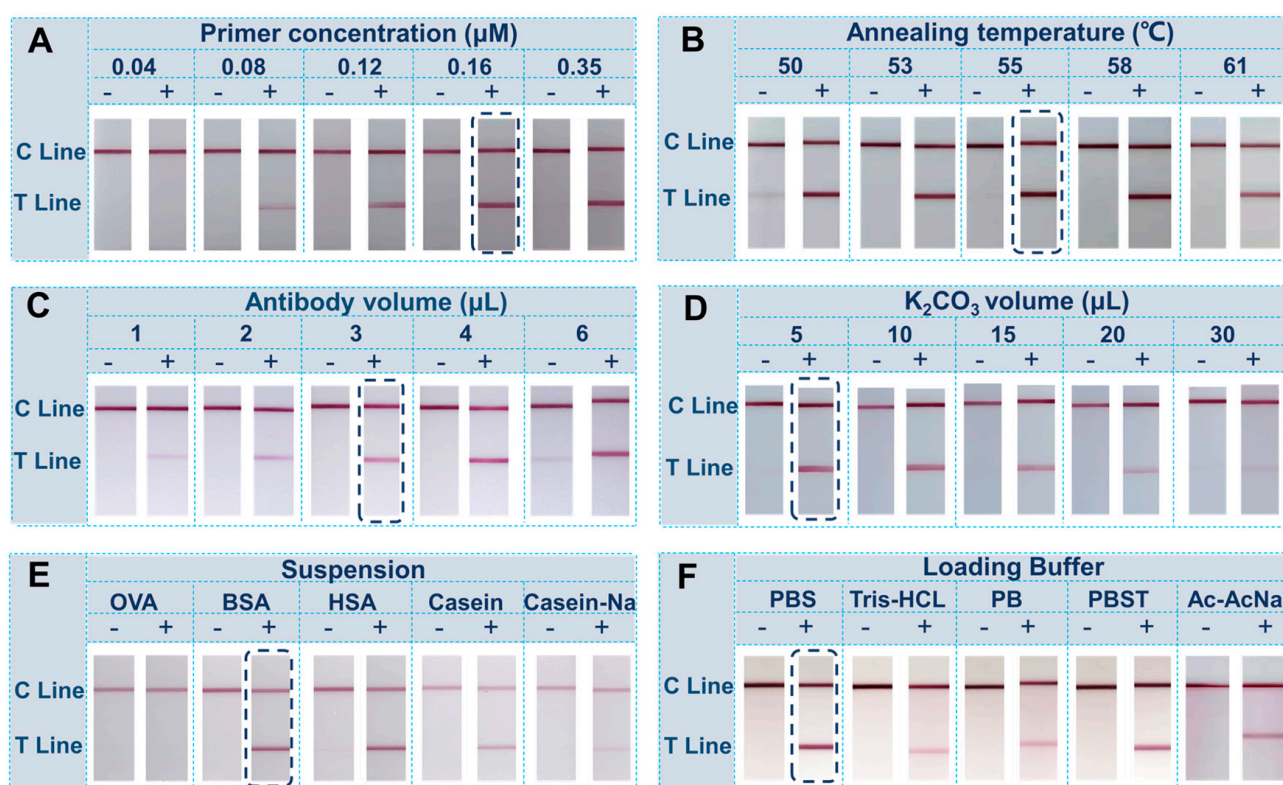 A
Primer concentration (µM)
0.04 0.08 0.12 0.16 0.35
- + - + - + - + - +
C Line
T Line
B
Annealing temperature (℃)
50 53 55 58 61
- + - + - + - + - +
C Line
T Line
C
Antibody volume (µL)
1 2 3 4 6
- + - + - + - + - +
C Line
T Line
D
K₂CO₃ volume (µL)
5 10 15 20 30
- + - + - + - + - +
C Line
T Line
E
Suspension
OVA BSA HSA Casein Casein-Na
- + - + - + - + - +
C Line
T Line
F
Loading Buffer
PBS Tris-HCL PB PBST Ac-AcNa
- + - + - + - + - +
C Line
T Line